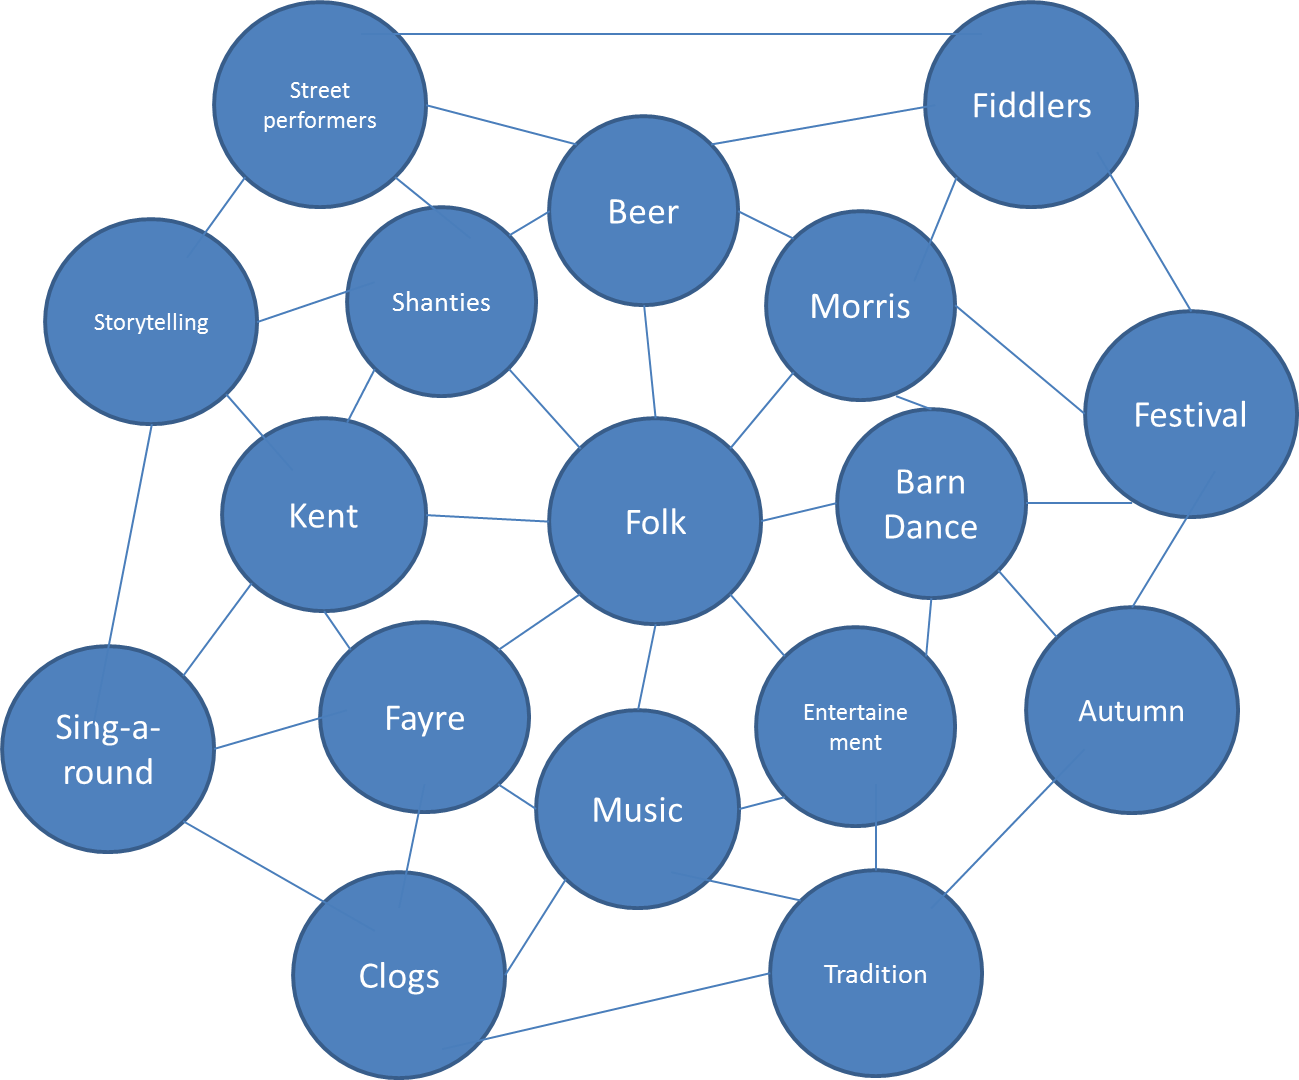 Street
performers
Fiddlers
Beer
Shanties
Morris
Storytelling
Festival
Barn
Dance
Kent
Folk
Entertaine
ment
Autumn
Fayre
Sing-a-
round
Music
Clogs
Tradition